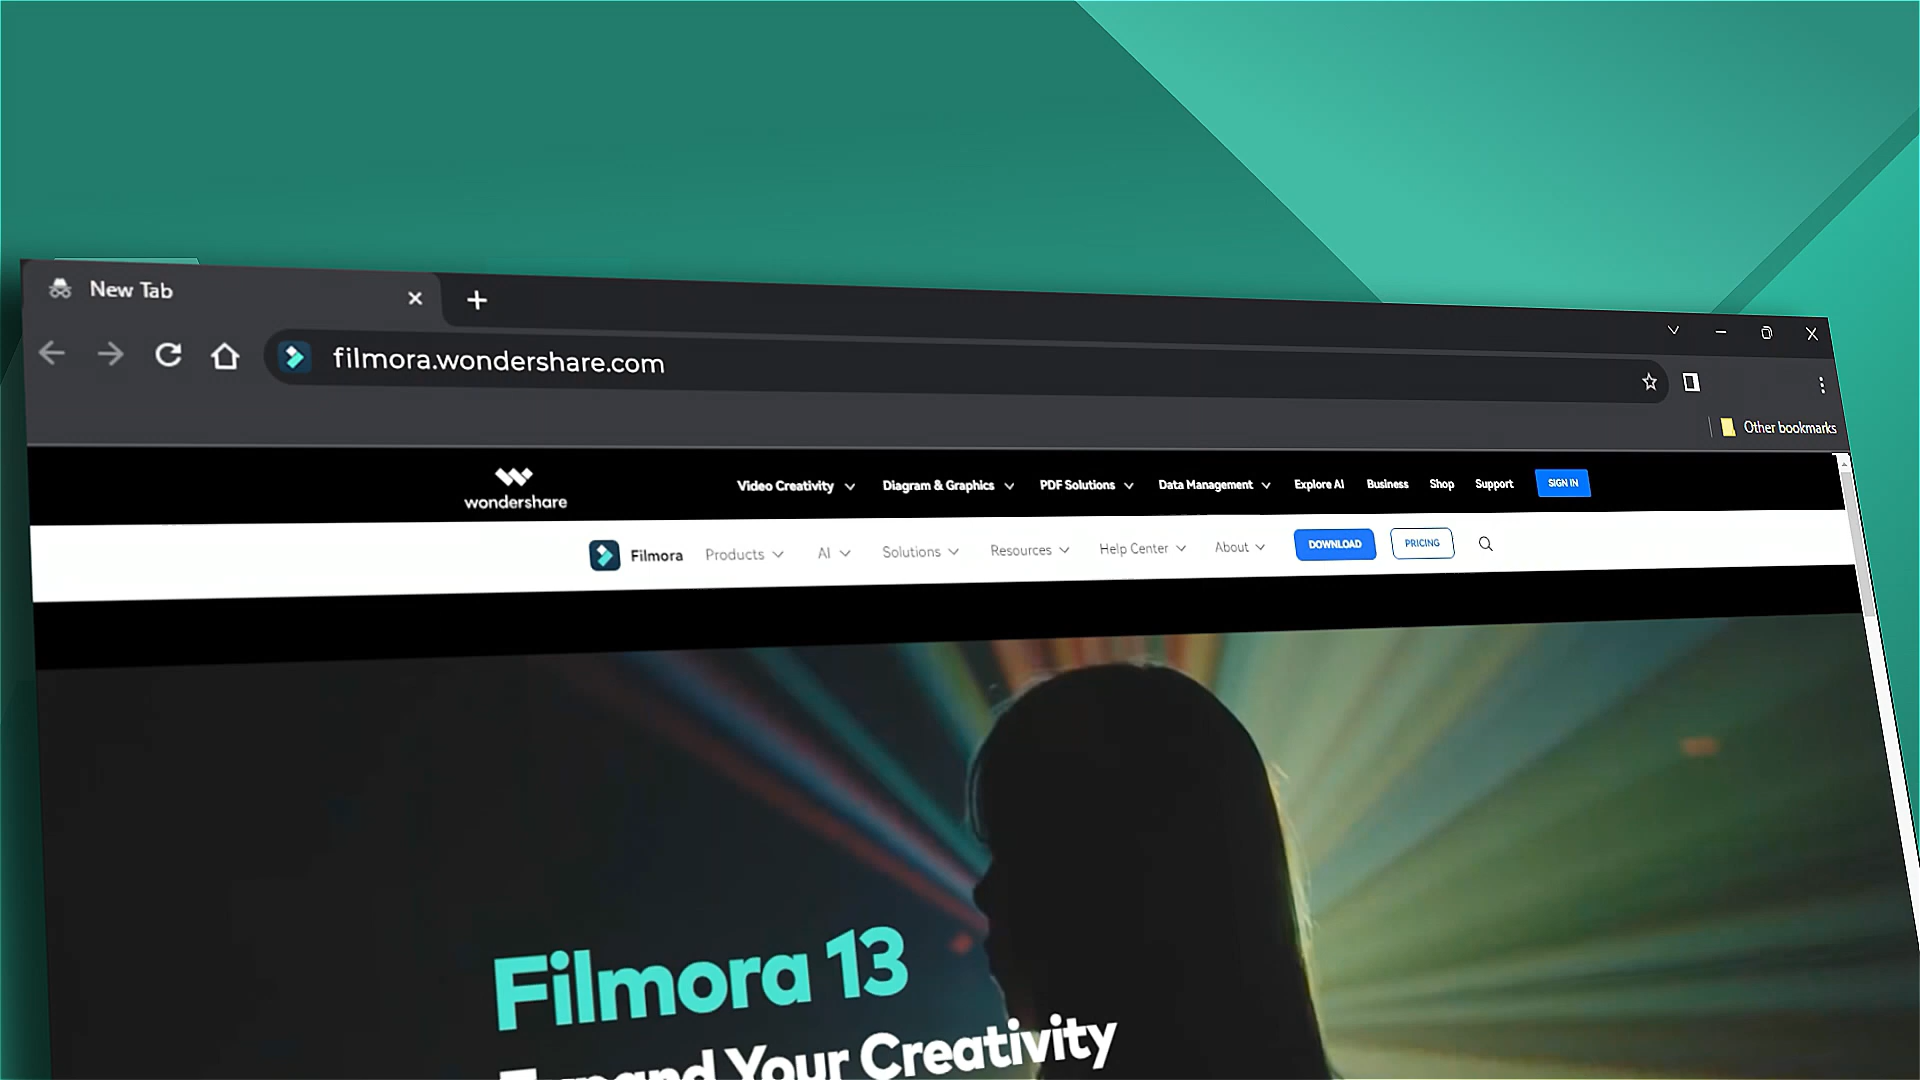 New Tab
filmora.wondershare.com
Other bookmarks
wondershare
Video Creativity Diagram & Graphics PDF Solutions Data Management Explore AI Business Shop Support SIGN IN
Filmora Products AI Solutions Resources Help Center About DOWNLOAD PRICING
Filmora 13
Expand Your Creativity